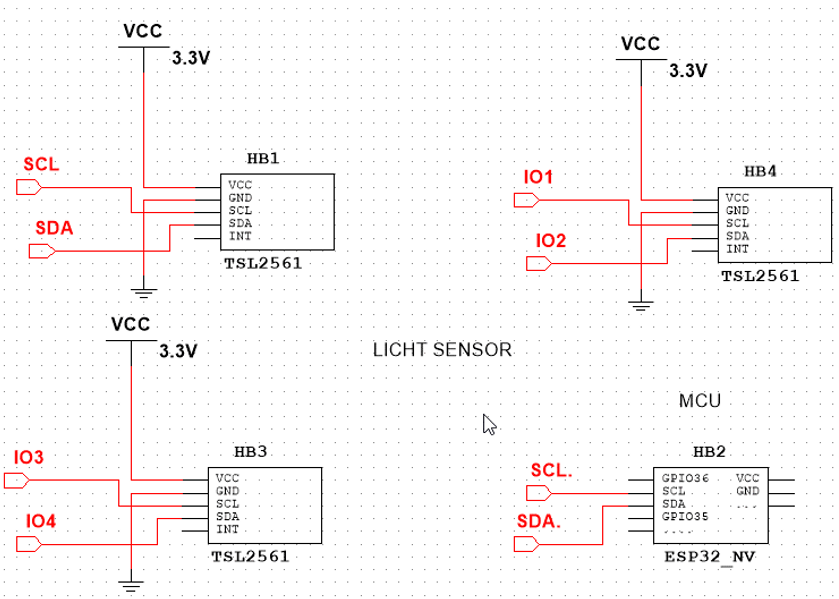 VCC
3.3V
SCL
SDA
HB1
VCC
GND
SCL
SDA
INT
TSL2561
VCC
3.3V
IO1
IO2
HB4
VCC
GND
SCL
SDA
INT
TSL2561
VCC
3.3V
LICHT SENSOR
IO3
IO4
HB3
VCC
GND
SCL
SDA
INT
TSL2561
MCU
HB2
SCL.
SDA.
GPIO36 VCC
SCL GND
SDA ...
GPIO35
....
ESP32_NV